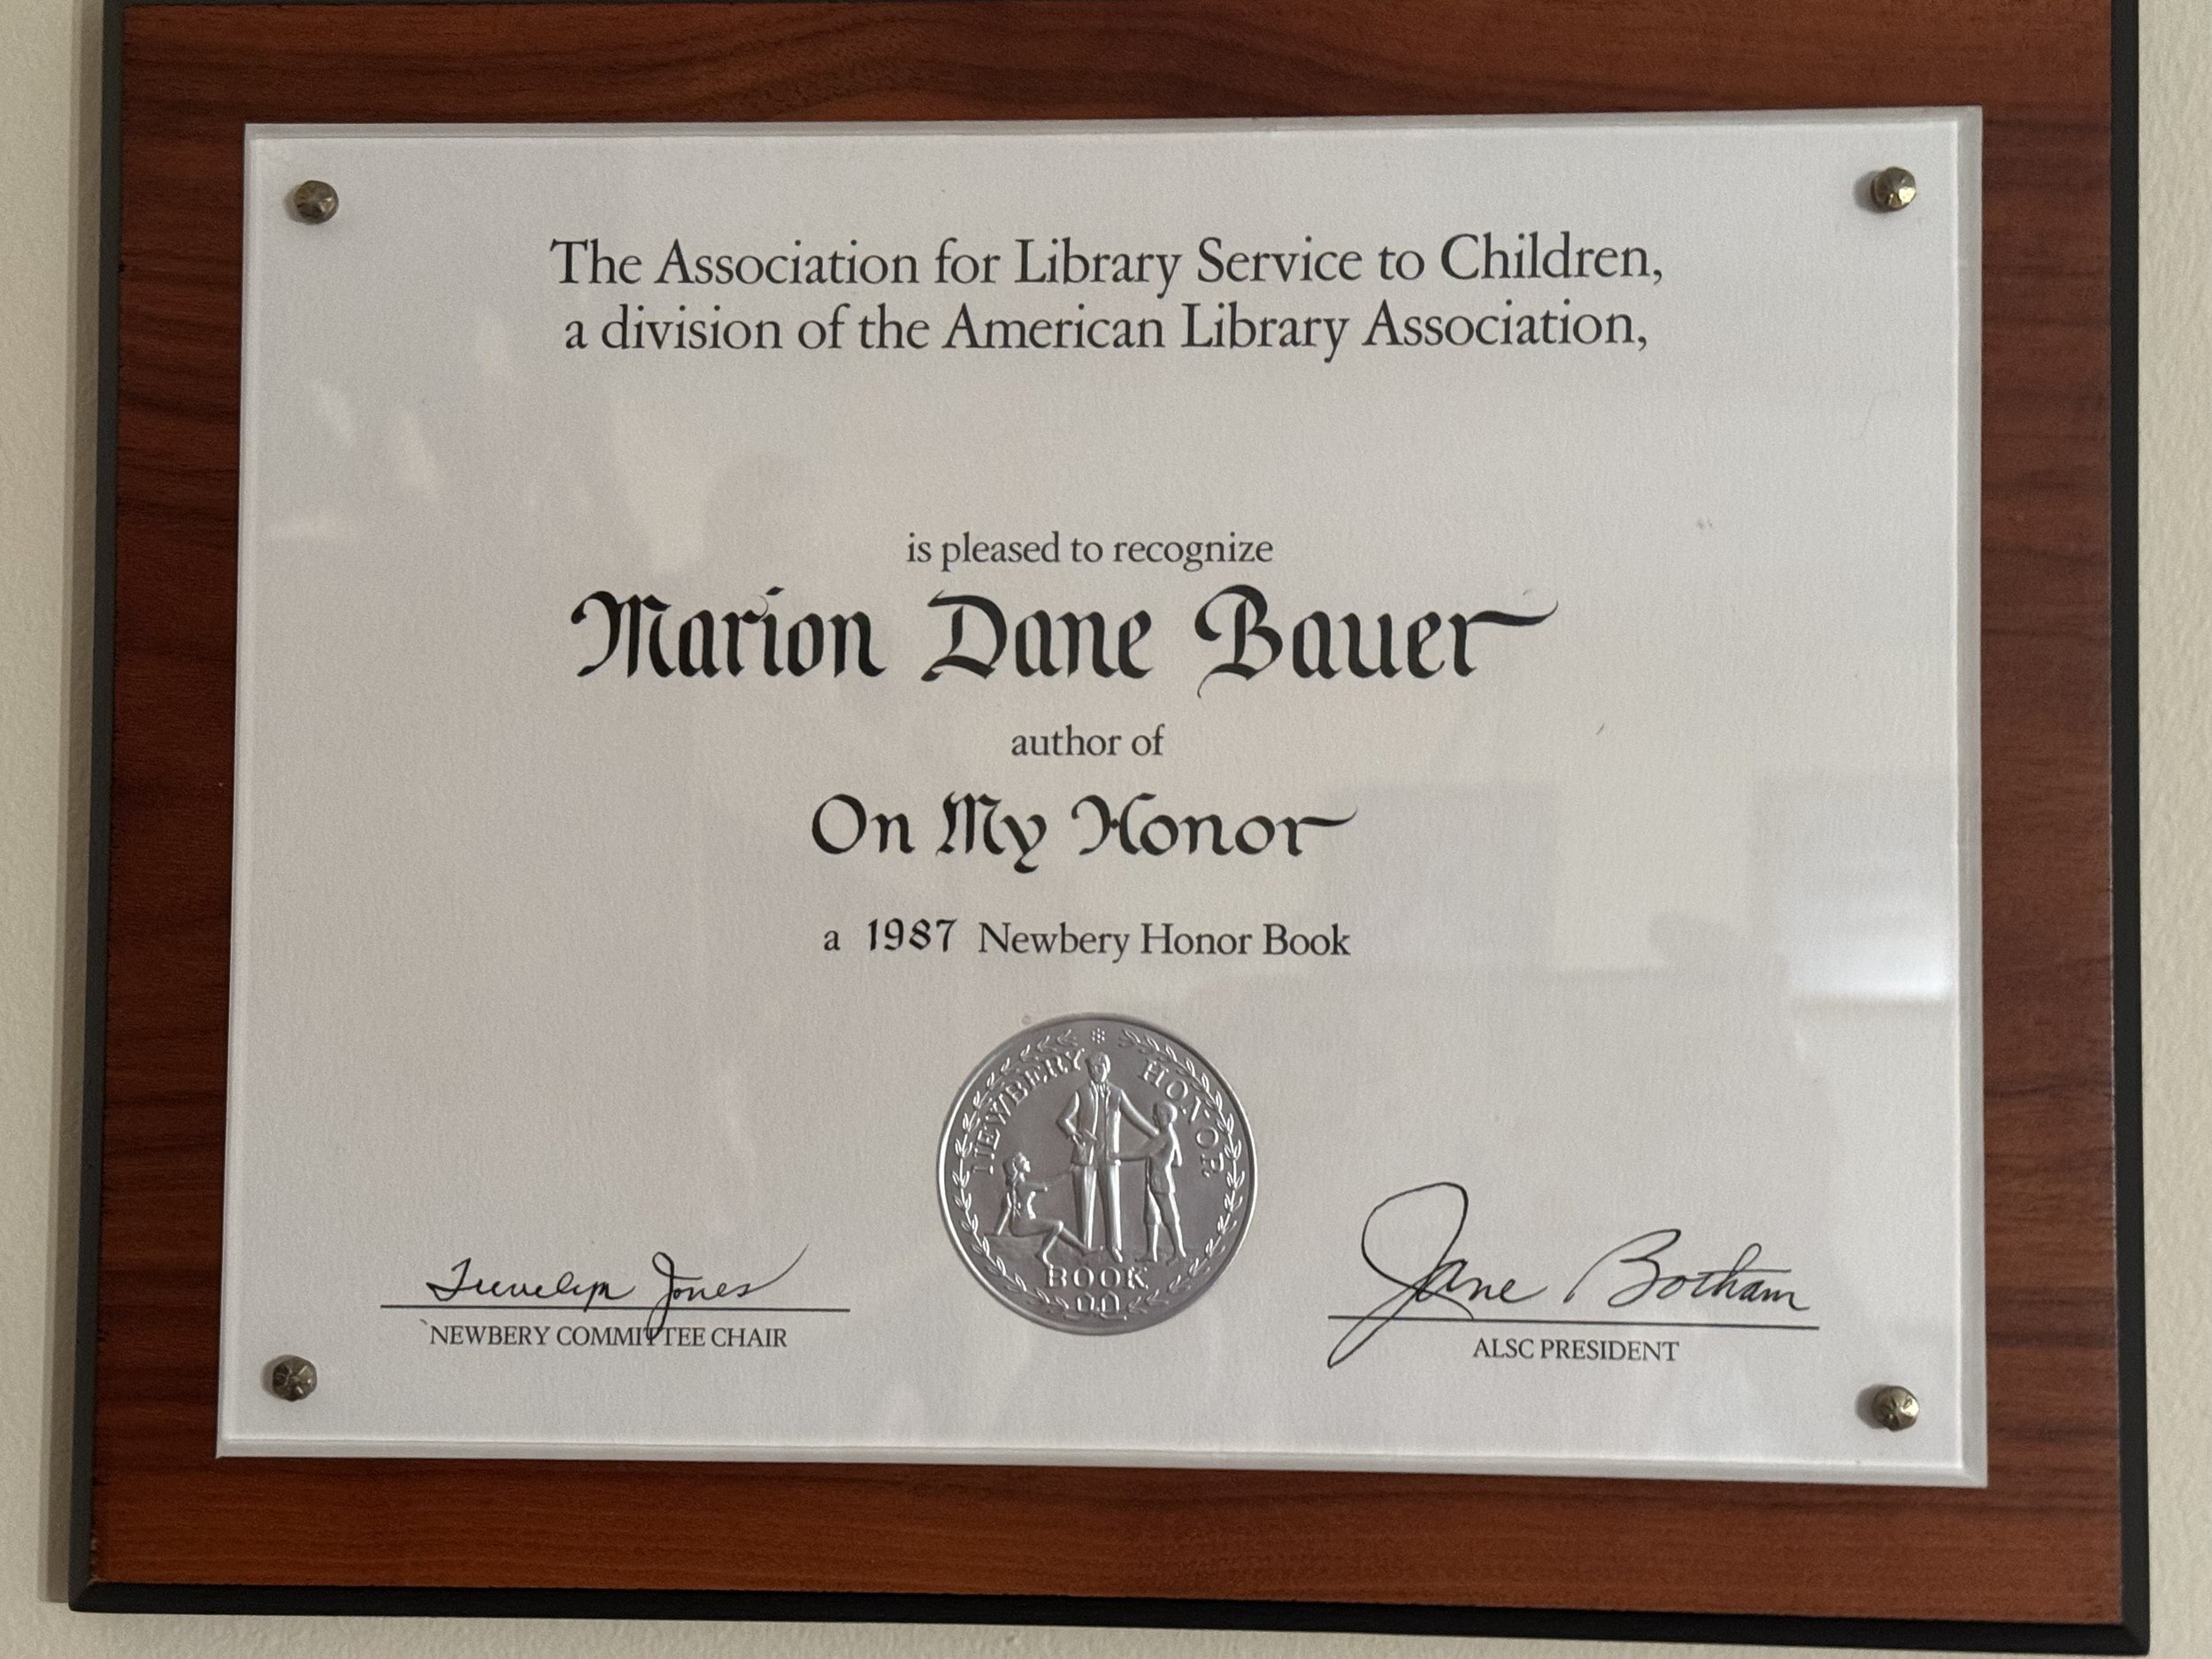 The Association for Library Service to Children,
a division of the American Library Association,
is pleased to recognize
Marion Dane Bauer
author of
On My Honor
a 1987 Newbery Honor Book
NEWBERY HONOR
BOOK
Trevelyn Jones
NEWBERY COMMITTEE CHAIR
Jane Botham
ALSC PRESIDENT